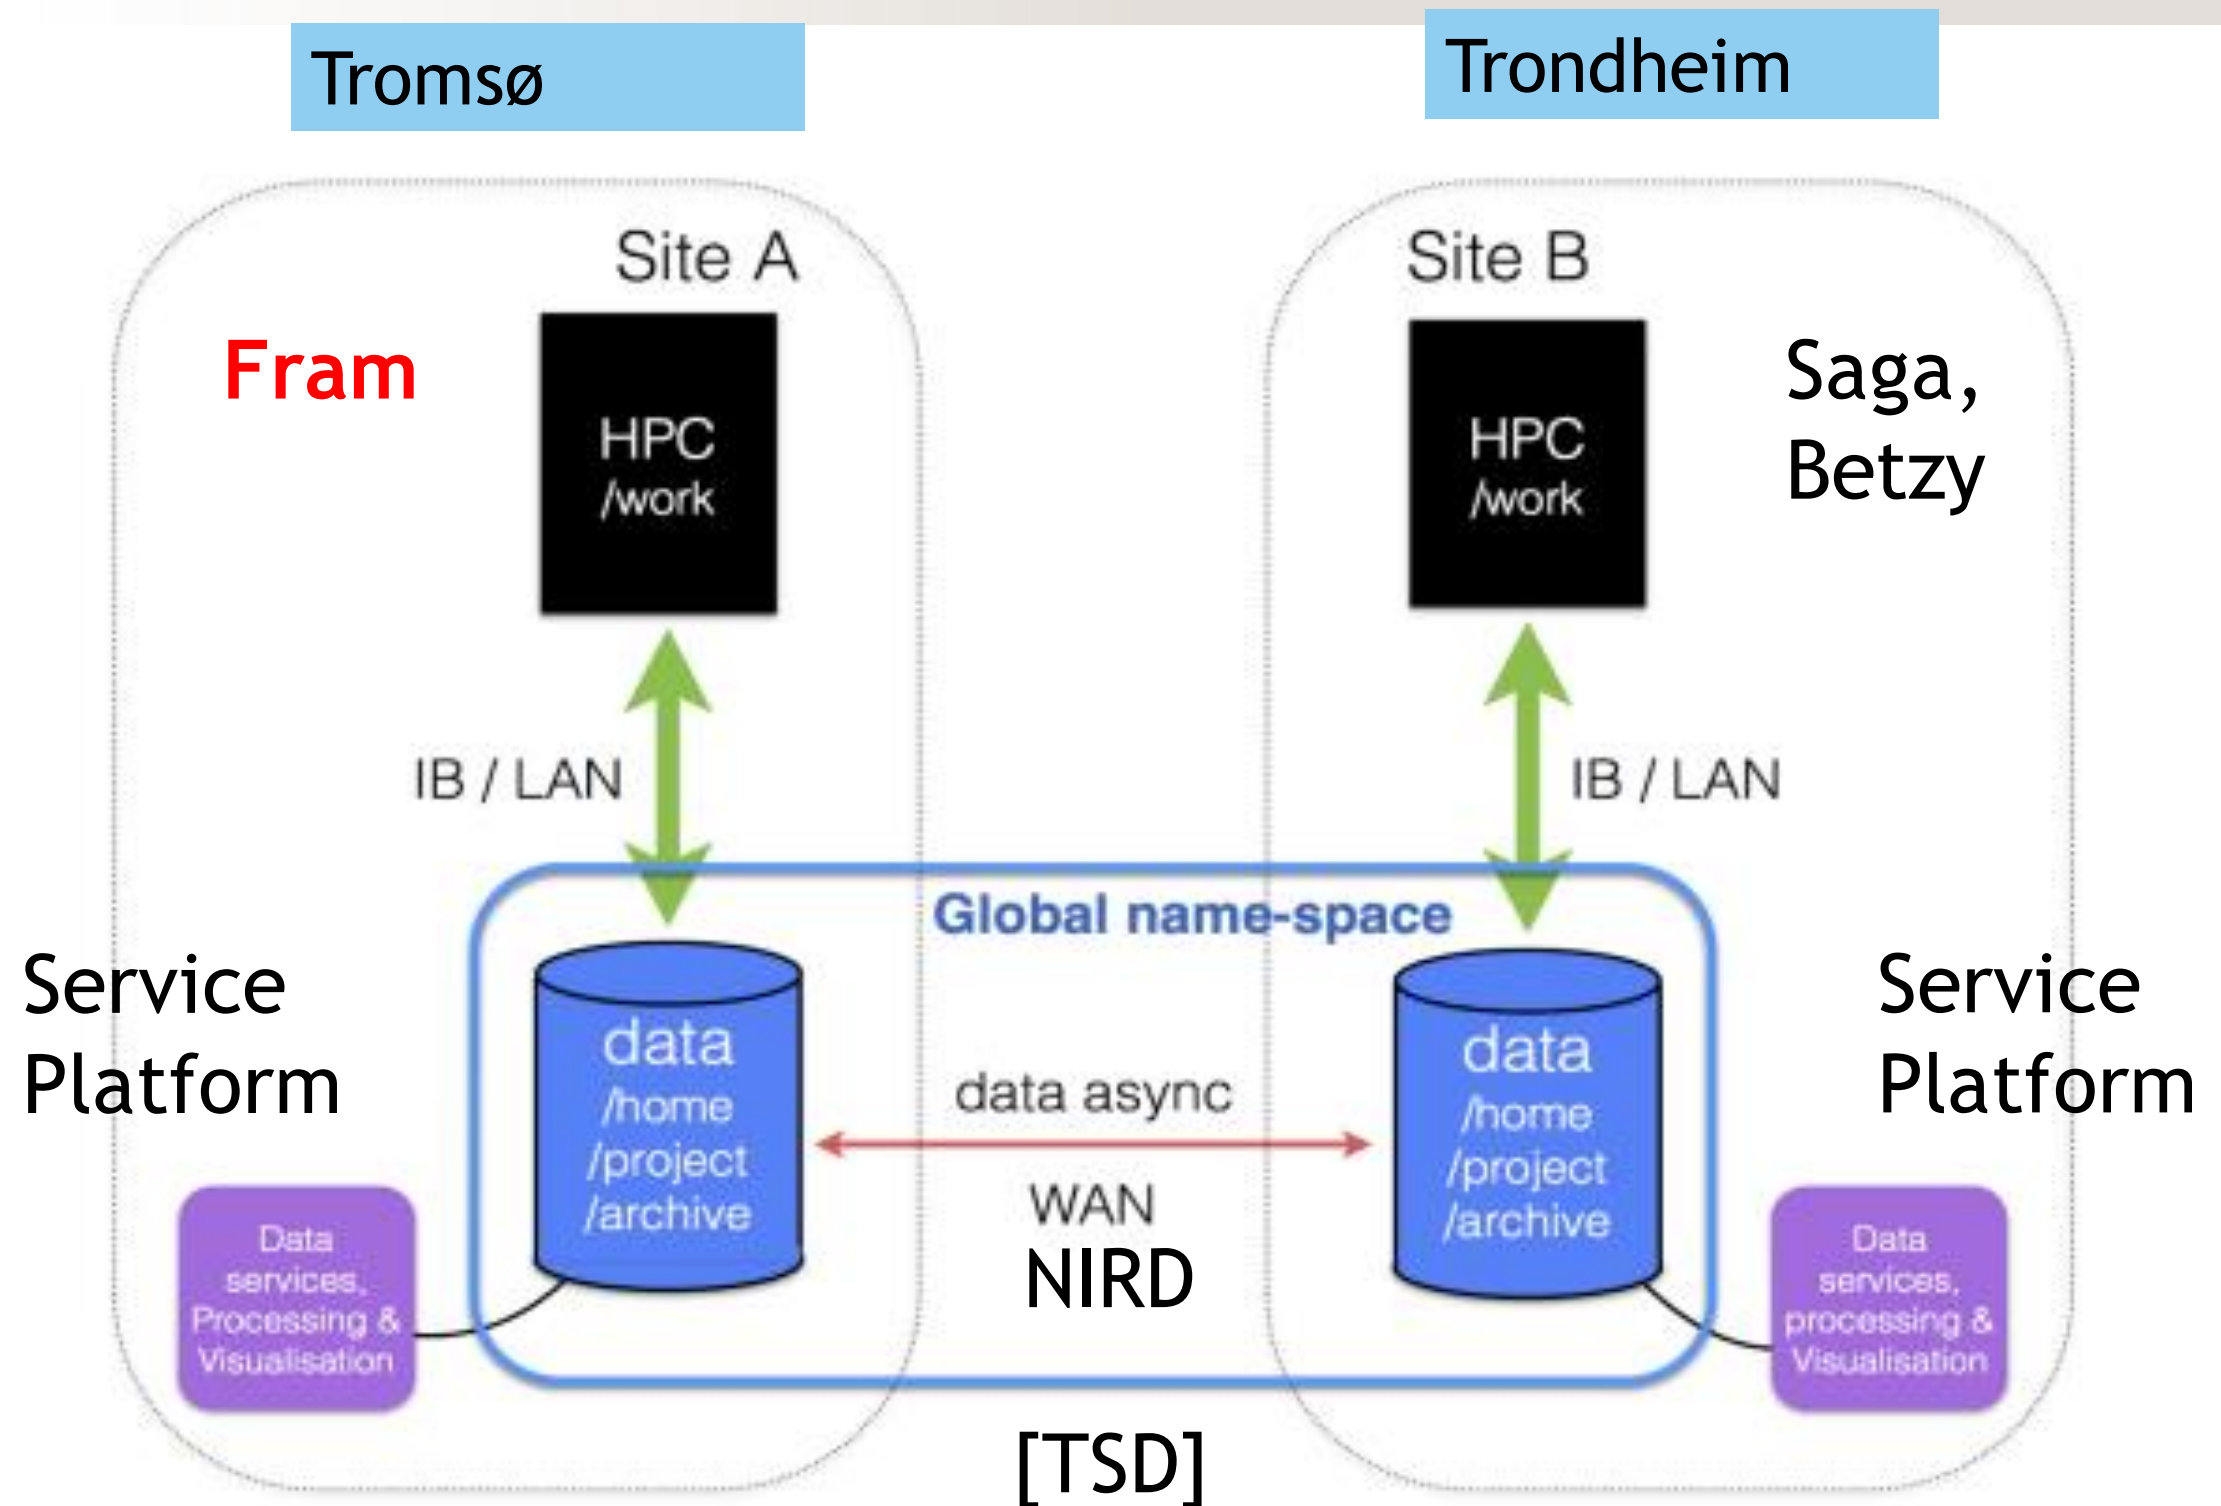 Tromsø
Trondheim
Site A
Site B
Fram
HPC
/work
HPC
/work
Saga,
Betzy
IB / LAN
IB / LAN
Global name-space
Service
Platform
data
/home
/project
/archive
data async
WAN
NIRD
data
/home
/project
/archive
Service
Platform
Data
services,
Processing &
Visualisation
Data
services,
processing &
Visualisation
[TSD]